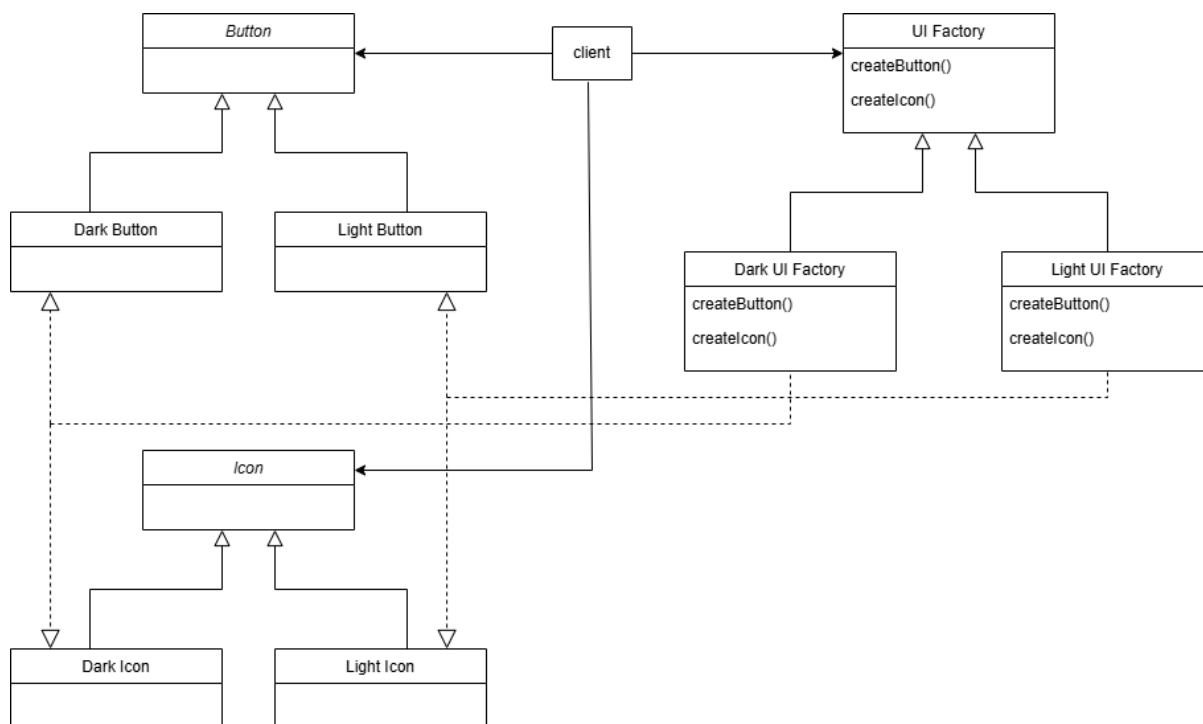 Button
client
UI Factory
createButton()
createIcon()
Dark Button
Light Button
Dark UI Factory
createButton()
createIcon()
Light UI Factory
createButton()
createIcon()
Icon
Dark Icon
Light Icon